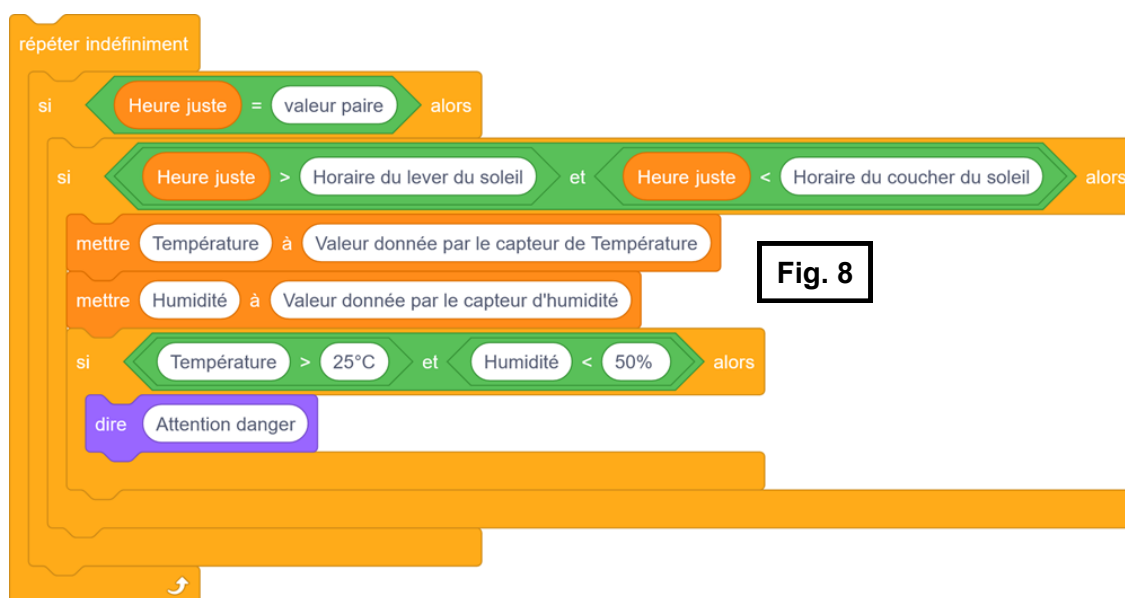 répéter indéfiniment
si Heure juste = valeur paire alors
si Heure juste > Horaire du lever du soleil et Heure juste < Horaire du coucher du soleil alors
mettre Température à Valeur donnée par le capteur de Température
Fig. 8
mettre Humidité à Valeur donnée par le capteur d'humidité
si Température > 25°C et Humidité < 50% alors
dire Attention danger